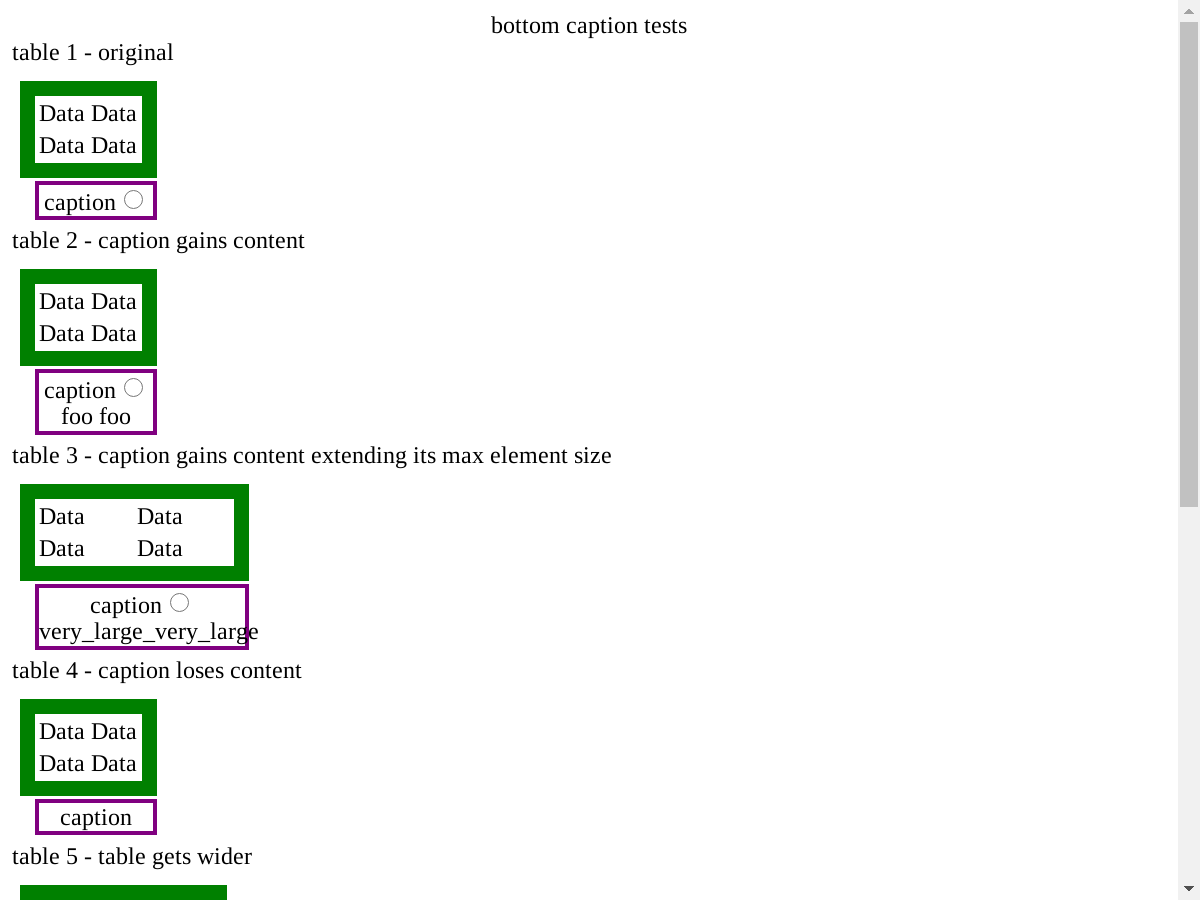 bottom caption tests
table 1 - original
Data Data
Data Data
caption
table 2 - caption gains content
Data Data
Data Data
caption
foo foo
table 3 - caption gains content extending its max element size
Data Data
Data Data
caption
very_large_very_large
table 4 - caption loses content
Data Data
Data Data
caption
table 5 - table gets wider